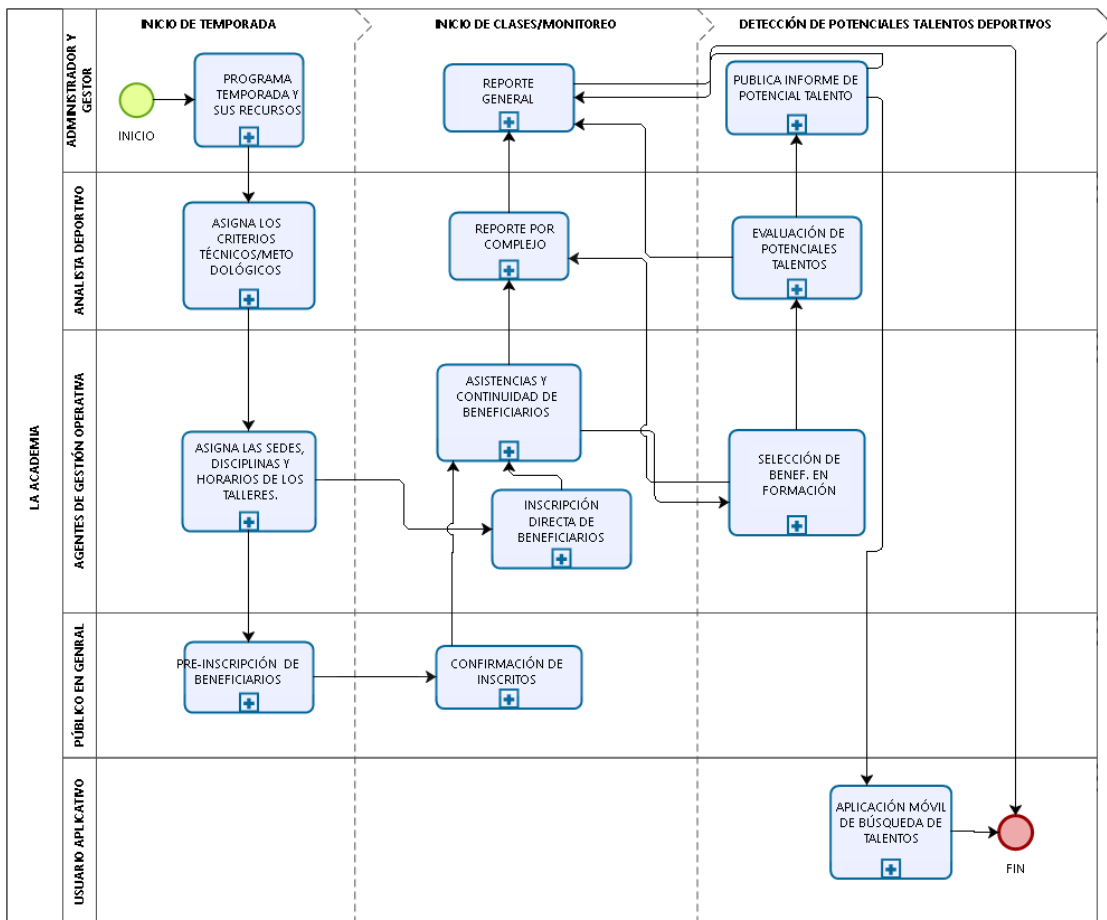 INICIO DE TEMPORADA
INICIO DE CLASES/MONITOREO
DETECCIÓN DE POTENCIALES TALENTOS DEPORTIVOS
LA ACADEMIA
ADMINISTRADOR Y
GESTOR
INICIO
PROGRAMA
TEMPORADA Y
SUS RECURSOS
REPORTE
GENERAL
PUBLICA INFORME DE
POTENCIAL TALENTO
ANALISTA DEPORTIVO
ASIGNA LOS
CRITERIOS
TÉCNICOS/METO
DOLÓGICOS
REPORTE POR
COMPLEJO
EVALUACIÓN DE
POTENCIALES
TALENTOS
AGENTES DE GESTIÓN OPERATIVA
ASIGNA LAS SEDES,
DISCIPLINAS Y
HORARIOS DE LOS
TALLERES.
ASISTENCIAS Y
CONTINUIDAD DE
BENEFICIARIOS
INSCRIPCIÓN
DIRECTA DE
BENEFICIARIOS
SELECCIÓN DE
BENEF. EN
FORMACIÓN
PÚBLICO EN GENRAL
PRE-INSCRIPCIÓN DE
BENEFICIARIOS
CONFIRMACIÓN DE
INSCRITOS
USUARIO APLICATIVO
APLICACIÓN MÓVIL
DE BÚSQUEDA DE
TALENTOS
FIN